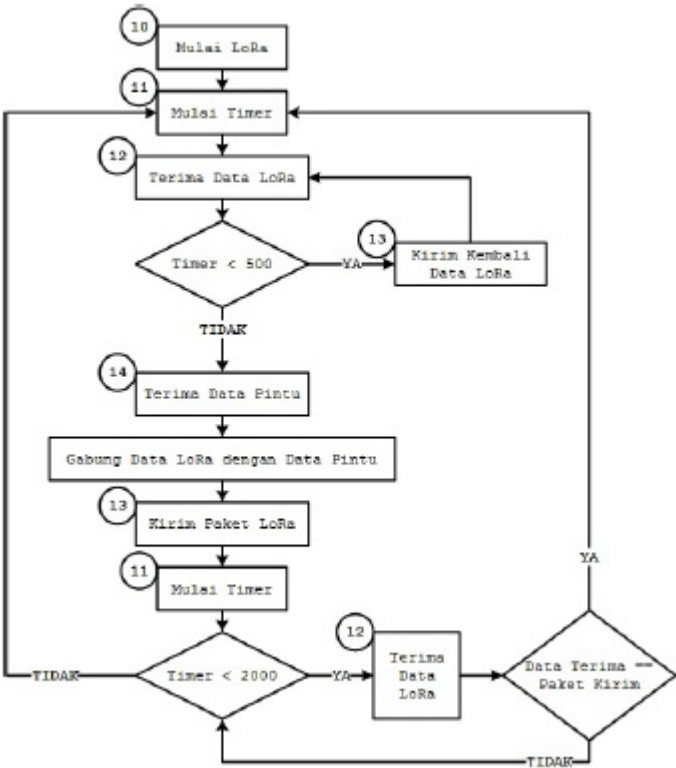 10
Mulai LoRa
11
Mulai Timer
12
Terima Data LoRa
Timer < 500
YA
13
Kirim Kembali
Data LoRa
TIDAK
14
Terima Data Pintu
Gabung Data LoRa dengan Data Pintu
13
Kirim Paket LoRa
11
Mulai Timer
YA
Timer < 2000
TIDAK
YA
12
Terima
Data
LoRa
Data Terima ==
Paket Kirim
TIDAK